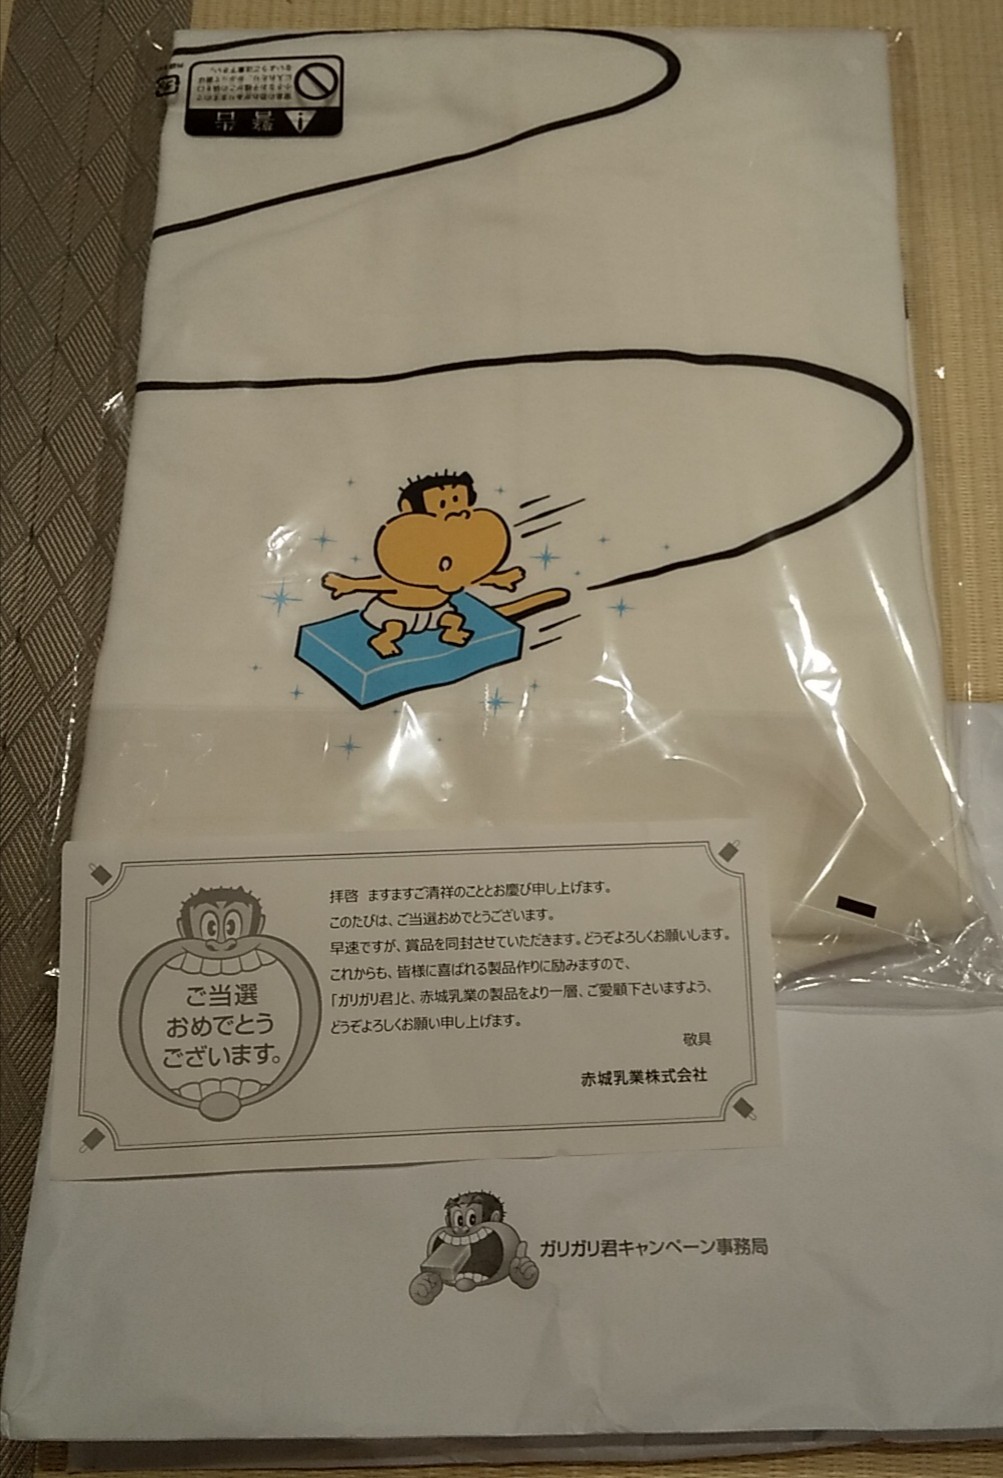 警告
ご当選
おめでとう
ございます。
拝啓 ますますご清祥のこととお慶び申し上げます。
このたびは、ご当選おめでとうございます。
早速ですが、賞品を同封させていただきます。どうぞよろしくお願いします。
これからも、皆様に喜ばれる製品作りに励みますので、
「ガリガリ君」と、赤城乳業の製品をより一層、ご愛顧下さいますよう、
どうぞよろしくお願い申し上げます。
敬具
赤城乳業株式会社
ガリガリ君キャンペーン事務局